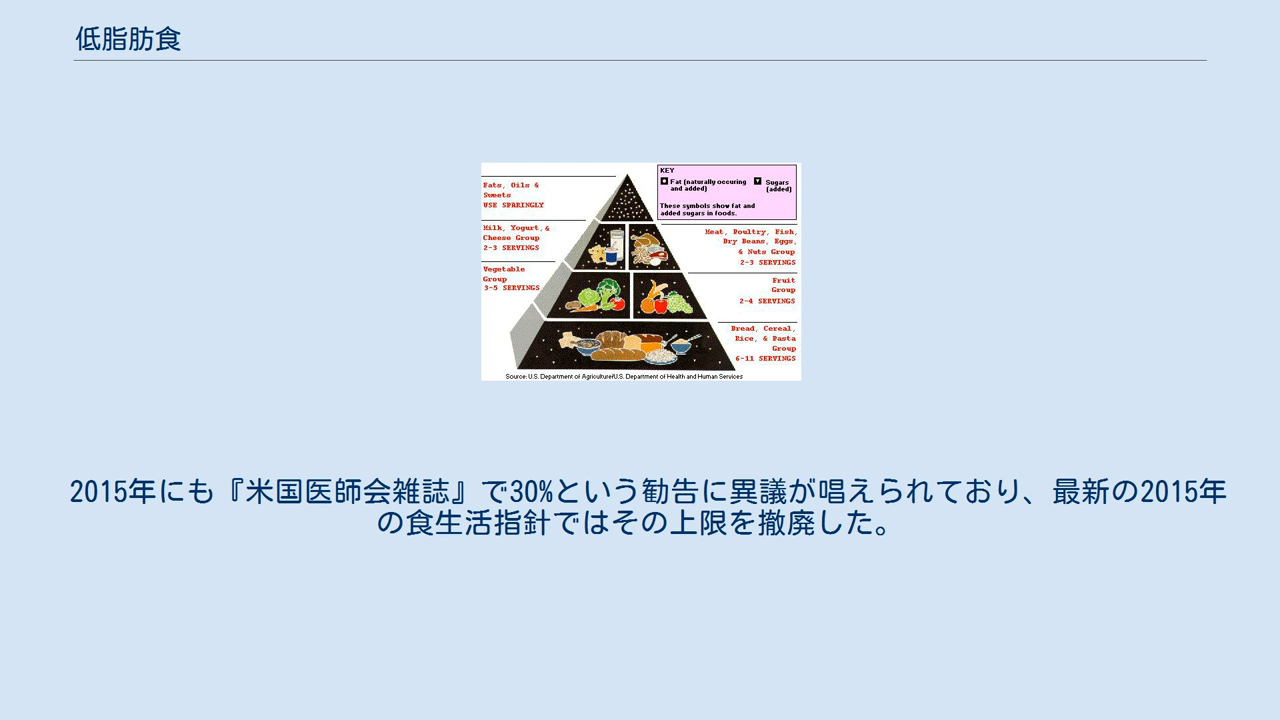 低脂肪食
Fats, Oils &
Sweets
USE SPARINGLY
KEY
Fat (naturally occuring
and added)
Sugars
(added)
These symbols show fat and
added sugars in foods.
Milk, Yogurt, &
Cheese Group
2-3 SERVINGS
Meat, Poultry, Fish,
Dry Beans, Eggs,
& Nuts Group
2-3 SERVINGS
Vegetable
Group
3-5 SERVINGS
Fruit
Group
2-4 SERVINGS
Bread, Cereal,
Rice, & Pasta
Group
6-11 SERVINGS
Source: U.S. Department of Agriculture/U.S. Department of Health and Human Services
2015年にも『米国医師会雑誌』で30%という勧告に異議が唱えられており、最新の2015年
の食生活指針ではその上限を撤廃した。